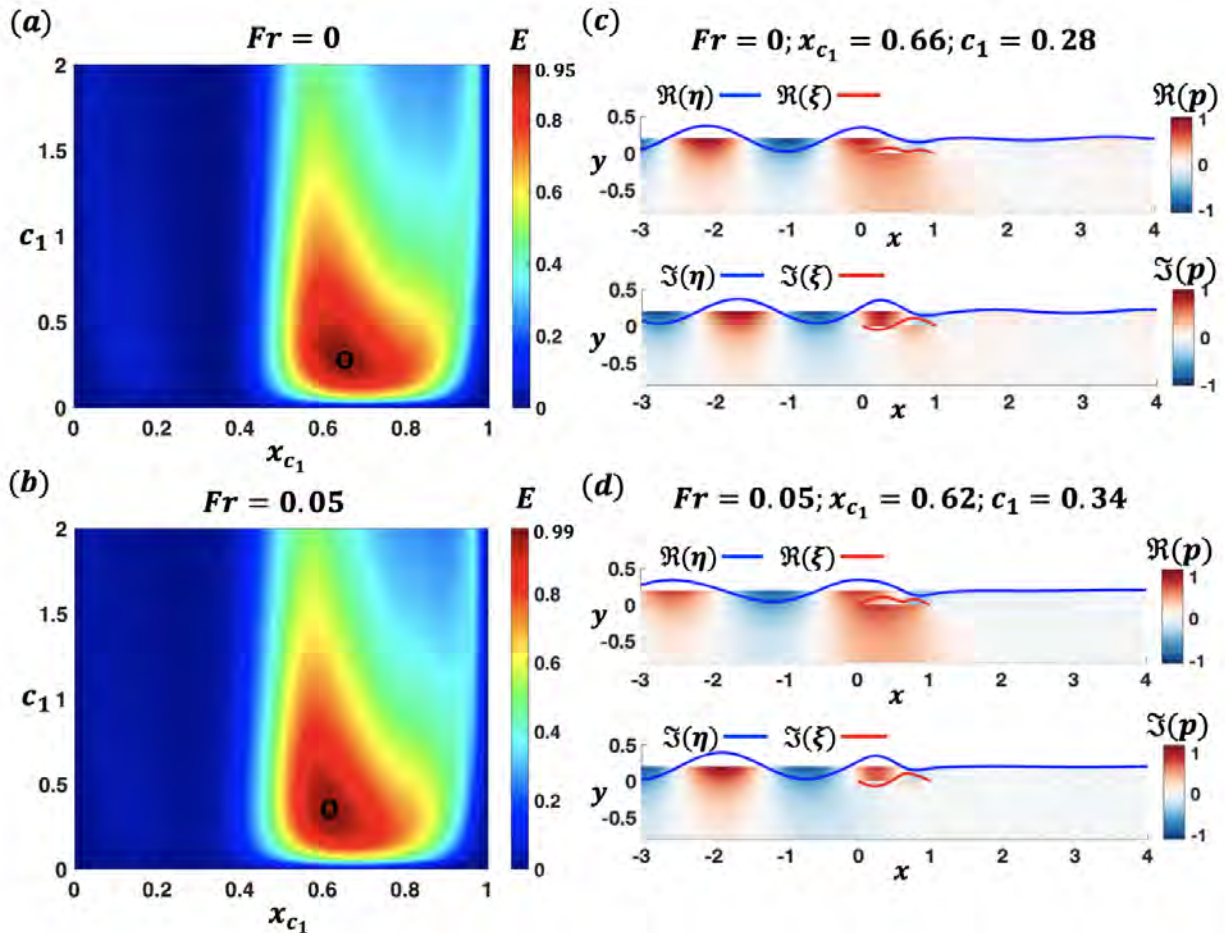 (a)
Fr = 0
E
2
1.5
c₁ 1
0.5
0
0 0.2 0.4 0.6 0.8 1
x_c₁
0.95
0.8
0.6
0.4
0.2
0
O
(b)
Fr = 0.05
E
2
1.5
c₁ 1
0.5
0
0 0.2 0.4 0.6 0.8 1
x_c₁
0.99
0.8
0.6
0.4
0.2
0
O
(c)
Fr = 0; x_c₁ = 0.66; c₁ = 0.28
ℜ(η) ℜ(ξ) ℜ(p)
0.5
y 0
-0.5
-3 -2 -1 0 1 2 3 4
x
1
0
-1
ℑ(η) ℑ(ξ) ℑ(p)
0.5
y 0
-0.5
-3 -2 -1 0 1 2 3 4
x
1
0
-1
(d)
Fr = 0.05; x_c₁ = 0.62; c₁ = 0.34
ℜ(η) ℜ(ξ) ℜ(p)
0.5
y 0
-0.5
-3 -2 -1 0 1 2 3 4
x
1
0
-1
ℑ(η) ℑ(ξ) ℑ(p)
0.5
y 0
-0.5
-3 -2 -1 0 1 2 3 4
x
1
0
-1